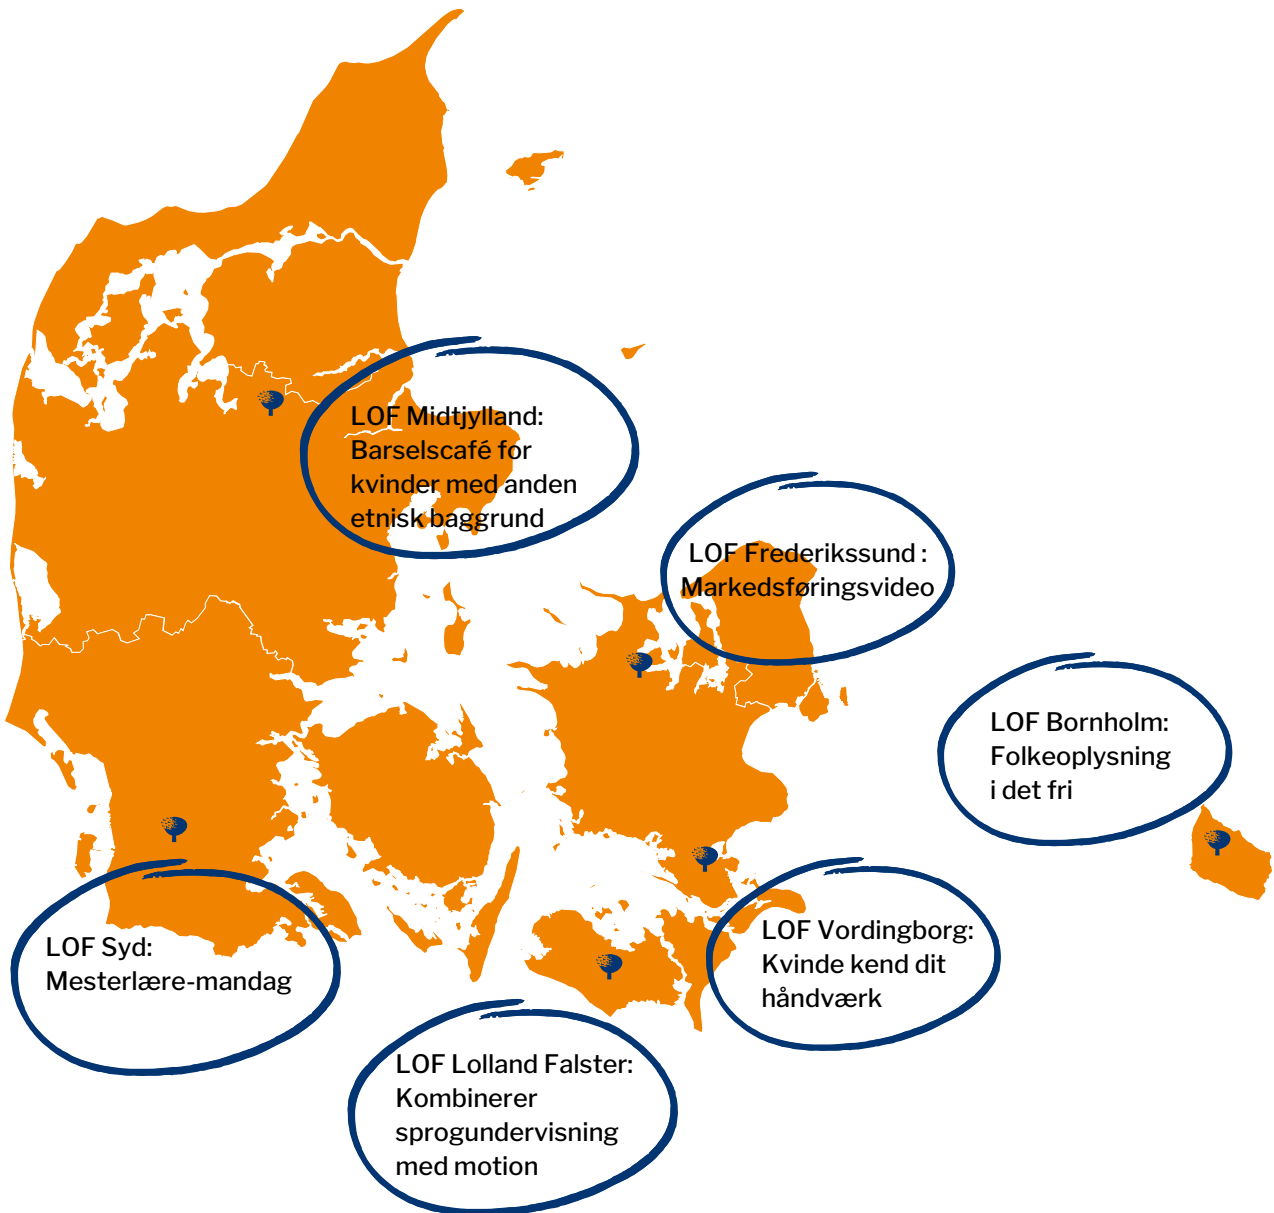 LOF Midtjylland:
Barselscafé for
kvinder med anden
etnisk baggrund
LOF Frederikssund :
Markedsføringsvideo
LOF Bornholm:
Folkeoplysning
i det fri
LOF Syd:
Mesterlære-mandag
LOF Vordingborg:
Kvinde kend dit
håndværk
LOF Lolland Falster:
Kombinerer
sprogundervisning
med motion